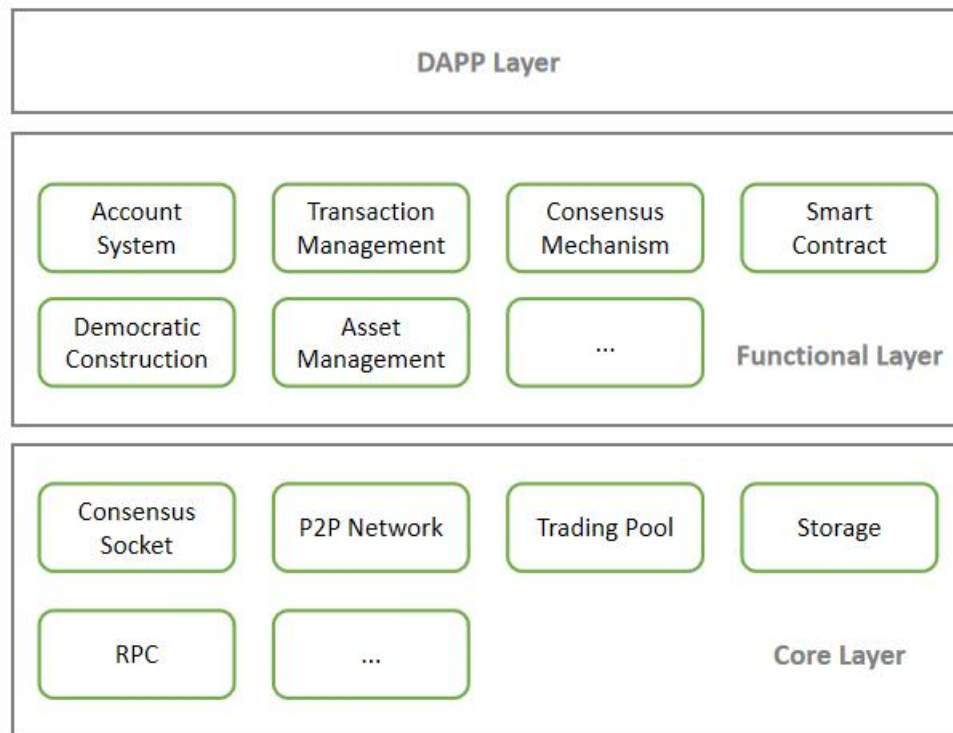 DAPP Layer
Account
System
Transaction
Management
Consensus
Mechanism
Smart
Contract
Democratic
Construction
Asset
Management
...
Functional Layer
Consensus
Socket
P2P Network
Trading Pool
Storage
RPC
...
Core Layer